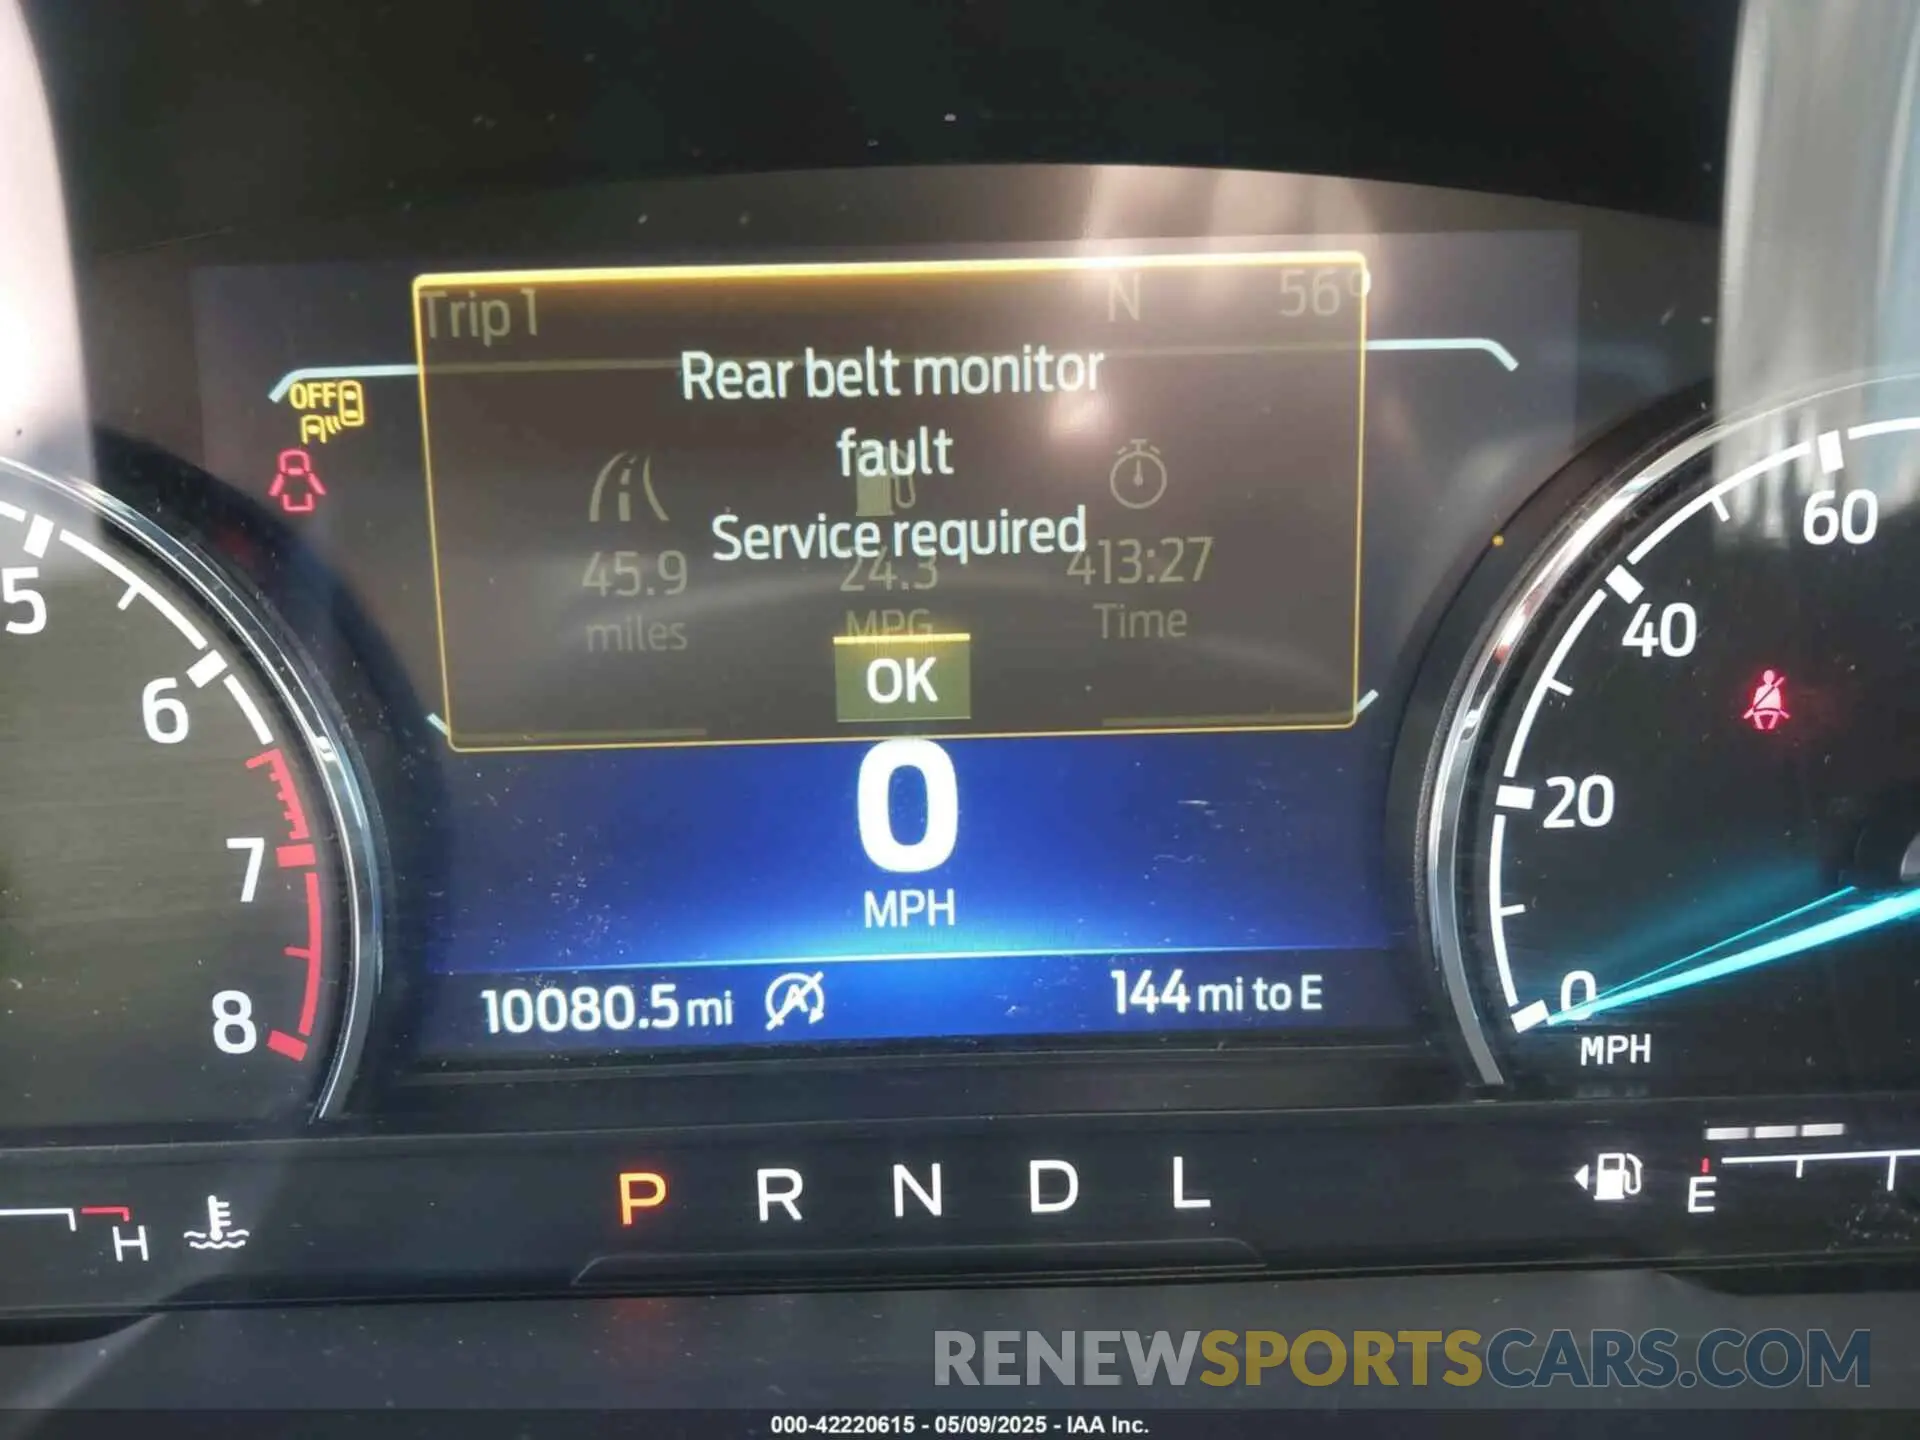 Trip 1 N 56°
Rear belt monitor
fault
Service required
45.9 24.3 413:27
miles MPG Time
OK
OFF
5
6
7
8
0
MPH
10080.5 mi A 144 mi to E
60
40
20
0
MPH
H P R N D L E
RENEWSPORTSCARS.COM
000-42220615 - 05/09/2025 - IAA Inc.